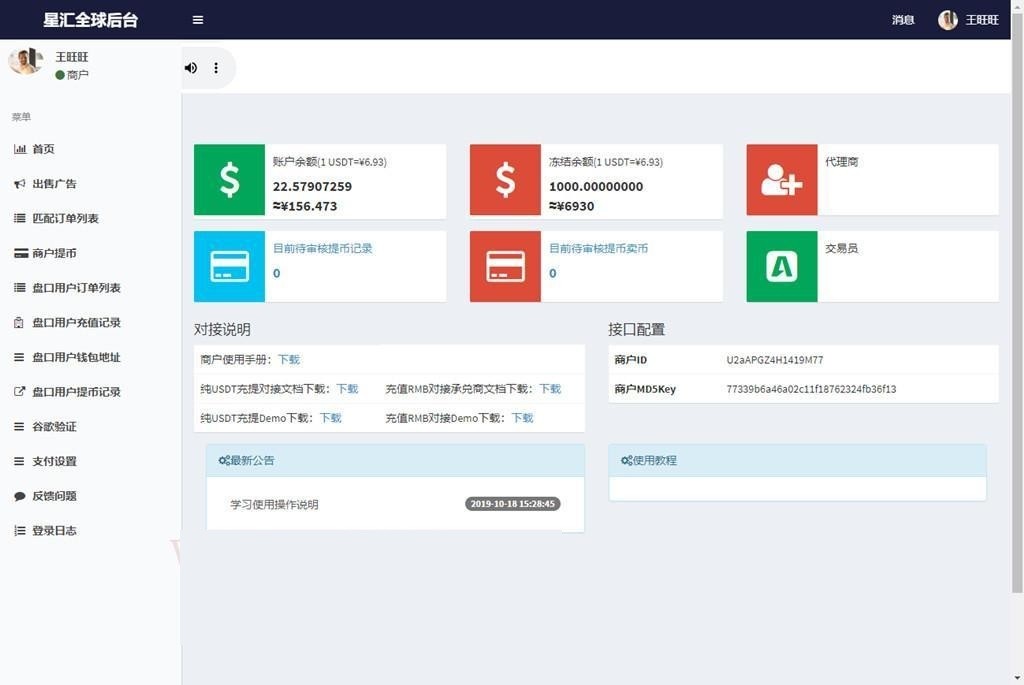 星汇全球后台
消息
王旺旺
王旺旺
商户
菜单
首页
出售广告
匹配订单列表
商户提币
盘口用户订单列表
盘口用户充值记录
盘口用户钱包地址
盘口用户提币记录
谷歌验证
支付设置
反馈问题
登录日志
账户余额(1 USDT=¥6.93)
22.57907259
≈¥156.473
冻结余额(1 USDT=¥6.93)
1000.00000000
≈¥6930
代理商
目前待审核提币记录
0
目前待审核提币卖币
0
交易员
对接说明
商户使用手册：下载
纯USDT充提对接文档下载：下载 充值RMB对接承兑商文档下载：下载
纯USDT充提Demo下载：下载 充值RMB对接Demo下载：下载
接口配置
商户ID U2aAPGZ4H1419M77
商户MD5Key 77339b6a46a02c11f18762324fb36f13
最新公告
学习使用操作说明 2019-10-18 15:28:45
使用教程